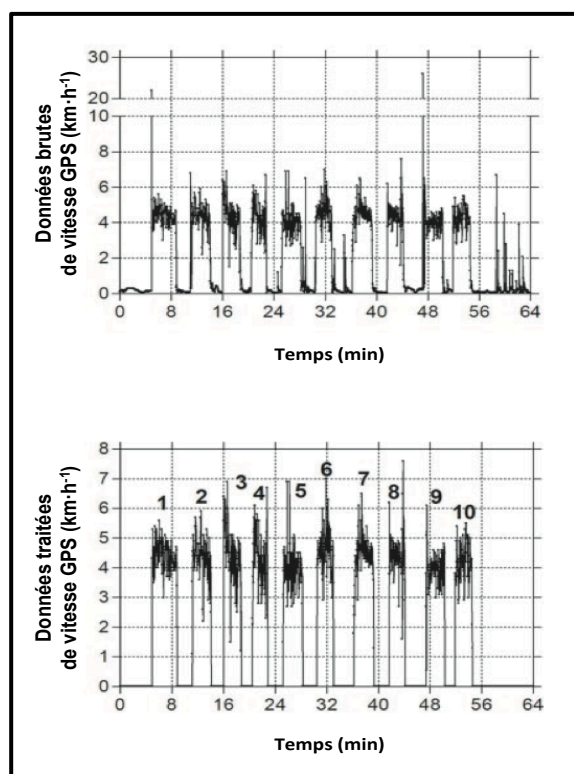 30
20
10
8
6
4
2
0
0 8 16 24 32 40 48 56 64
Données brutes
de vitesse GPS (km·h⁻¹)
Temps (min)
8
7
6
5
4
3
2
1
0
1 2 3 4 5 6 7 8 9 10
0 8 16 24 32 40 48 56 64
Données traitées
de vitesse GPS (km·h⁻¹)
Temps (min)